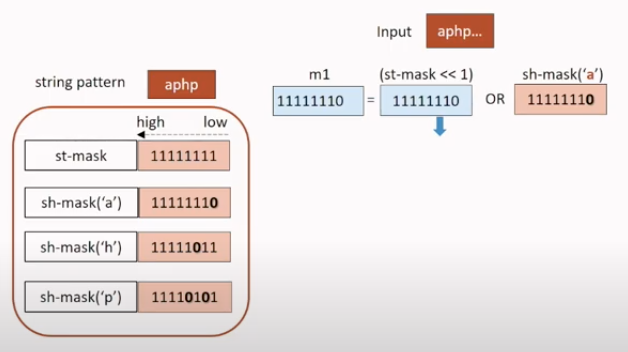 Input aphp...
string pattern aphp
high low
st-mask 11111111
sh-mask('a') 11111110
sh-mask('h') 11111011
sh-mask('p') 11110101
m1 (st-mask << 1) sh-mask('a')
11111110 = 11111110 OR 11111110